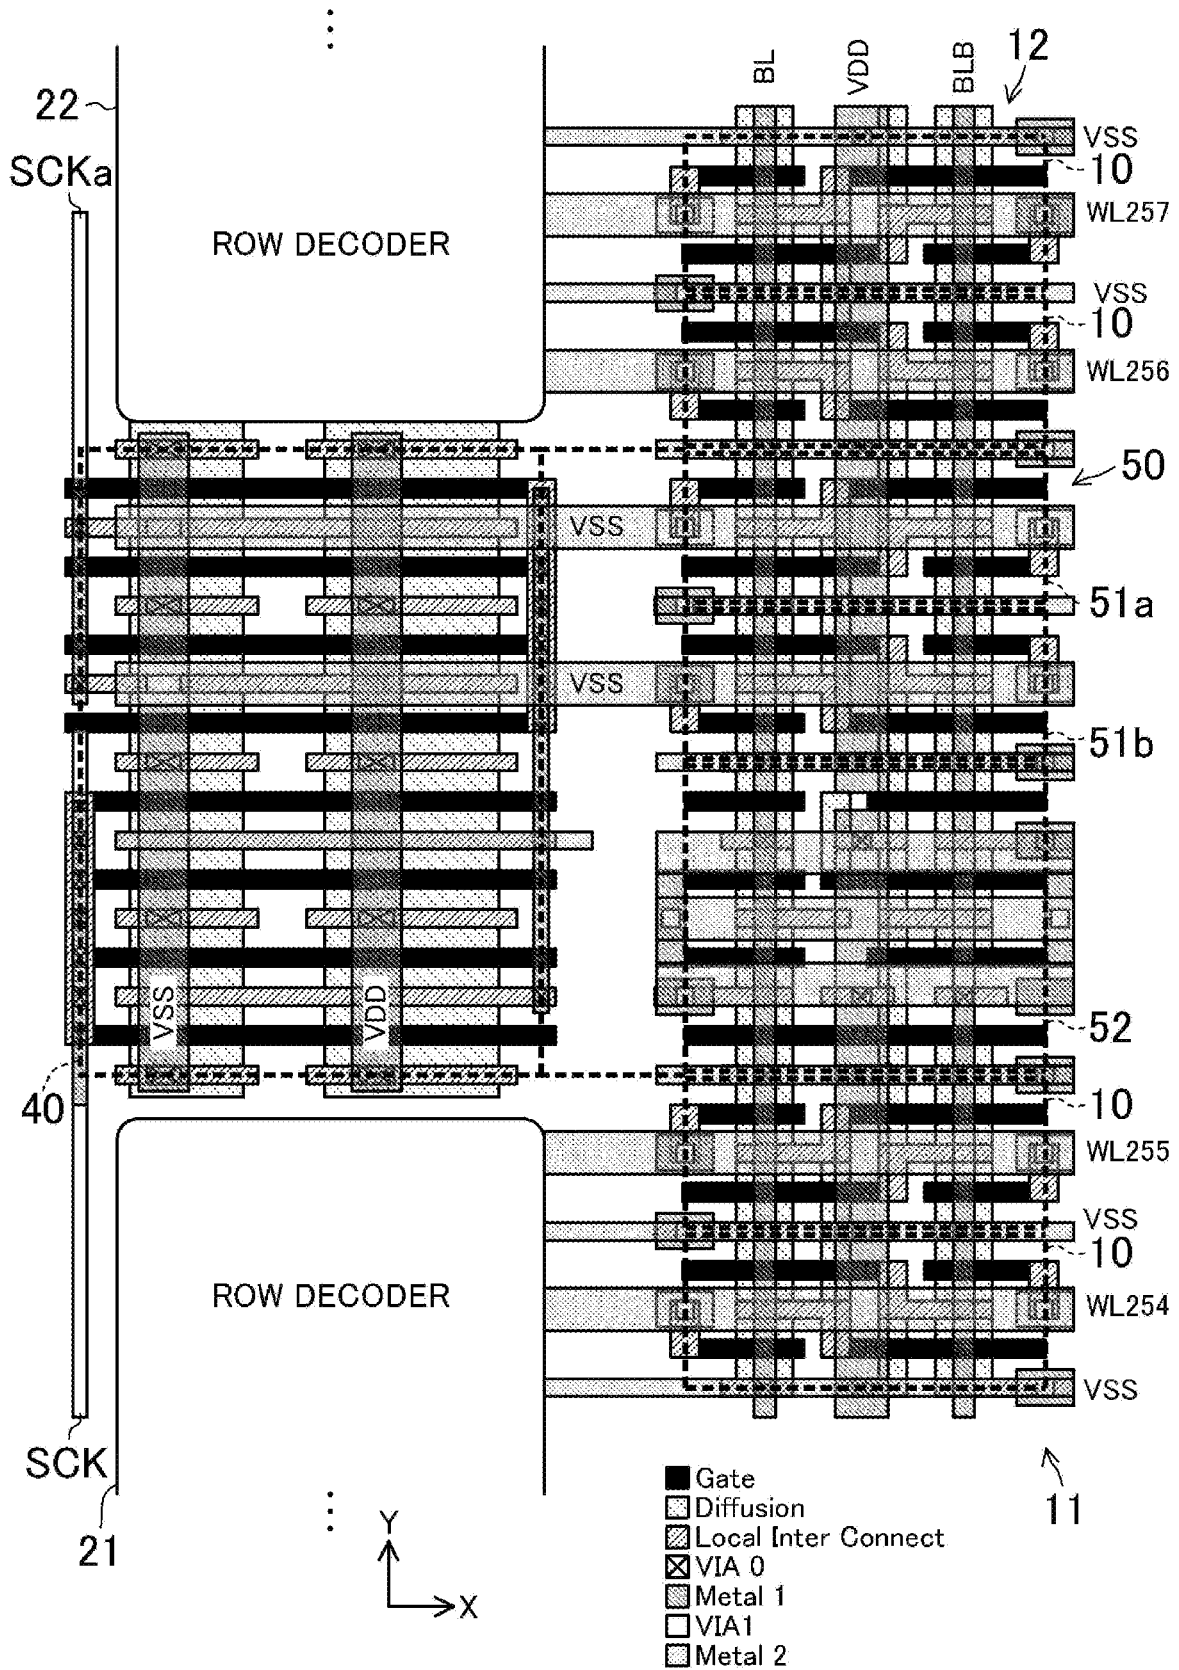 BL
VDD
BLB
12
22
VSS
SCKa
10
WL257
ROW DECODER
VSS
10
WL256
50
VSS
51a
VSS
51b
VSS
VDD
52
40
10
WL255
VSS
10
ROW DECODER
WL254
VSS
SCK
11
21
Y
X
Gate
Diffusion
Local Inter Connect
VIA 0
Metal 1
VIA1
Metal 2